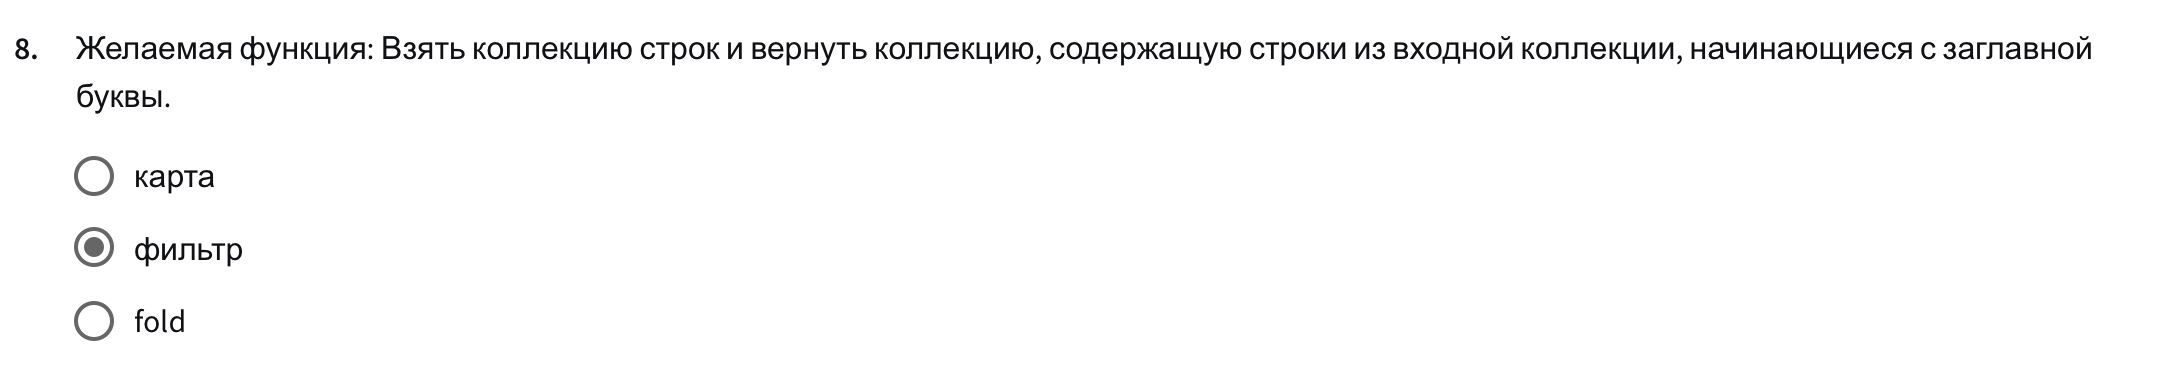 8. Желаемая функция: Взять коллекцию строк и вернуть коллекцию, содержащую строки из входной коллекции, начинающиеся с заглавной
буквы.
карта
фильтр
fold